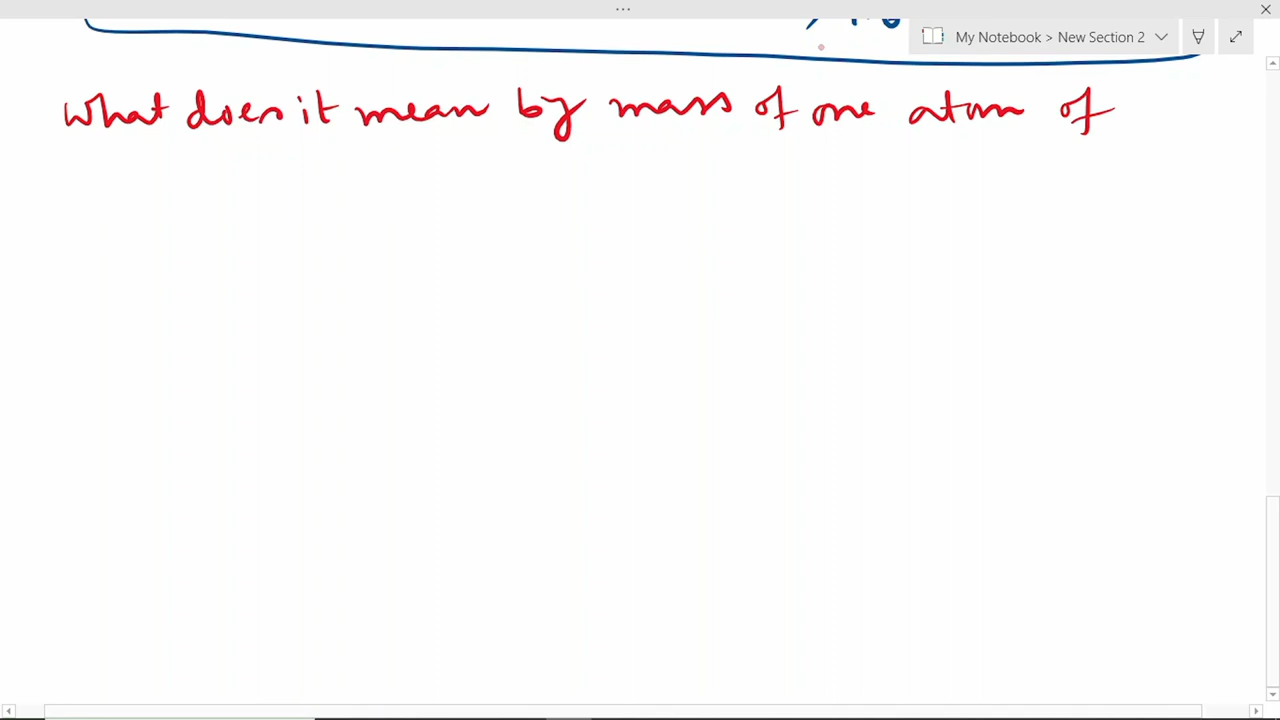 My Notebook > New Section 2
What does it mean by mass of one atom of